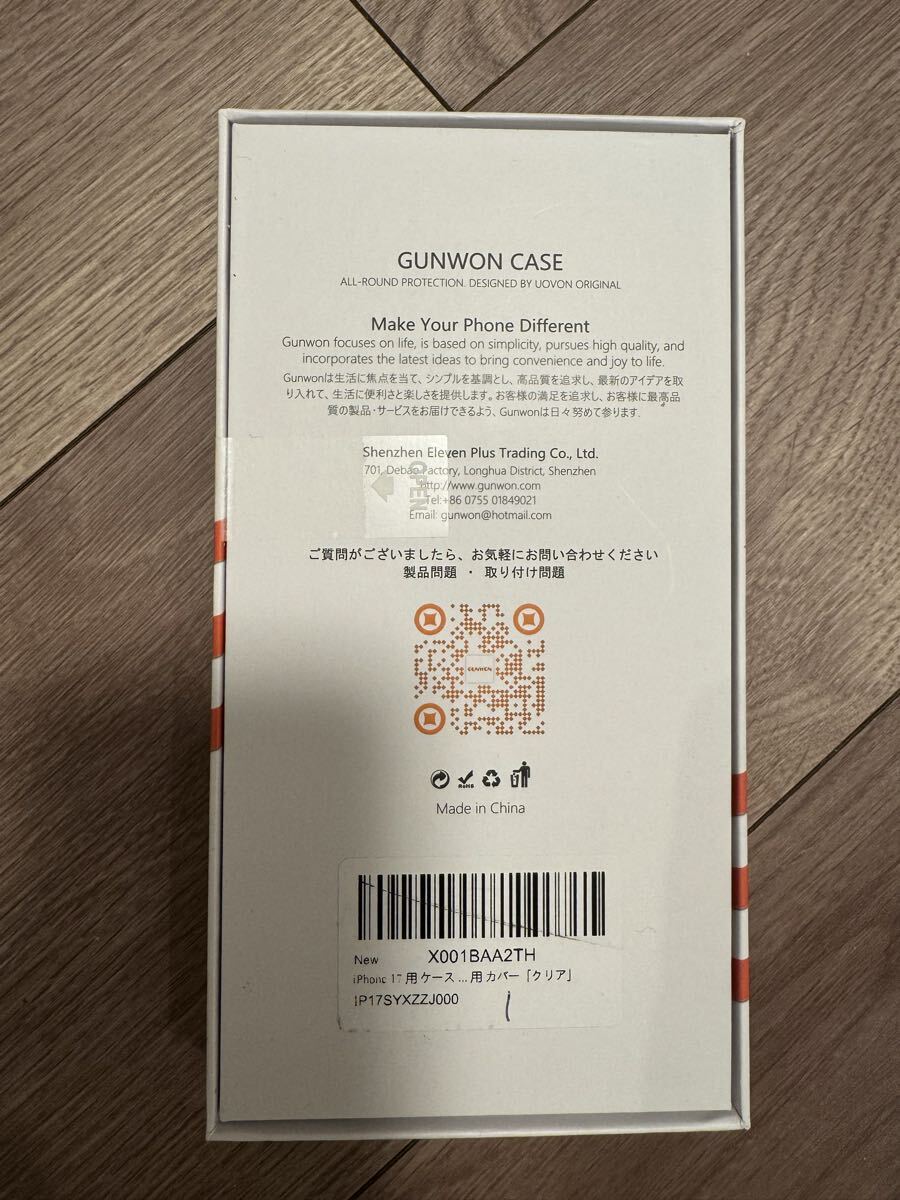 GUNWON CASE
ALL-ROUND PROTECTION. DESIGNED BY UOVON ORIGINAL
Make Your Phone Different
Gunwon focuses on life, is based on simplicity, pursues high quality, and
incorporates the latest ideas to bring convenience and joy to life.
Gunwonは生活に焦点を当て、シンプルを基調とし、高品質を追求し、最新のアイデアを取
り入れて、生活に便利さと楽しさを提供します。お客様の満足を追求し、お客様に最高品
質の製品・サービスをお届けできるよう、Gunwonは日々努めて参ります.
Shenzhen Eleven Plus Trading Co., Ltd.
701, Debao Factory, Longhua District, Shenzhen
http://www.gunwon.com
Tel:+86 0755 01849021
Email: gunwon@hotmail.com
OPEN
ご質問がございましたら、お気軽にお問い合わせください
製品問題 ・ 取り付け問題
GUNWON
RoHS
Made in China
X001BAA2TH
New
iPhone 17 用 ケース ... 用 カバー「クリア」
IP17SYXZZJ000
1